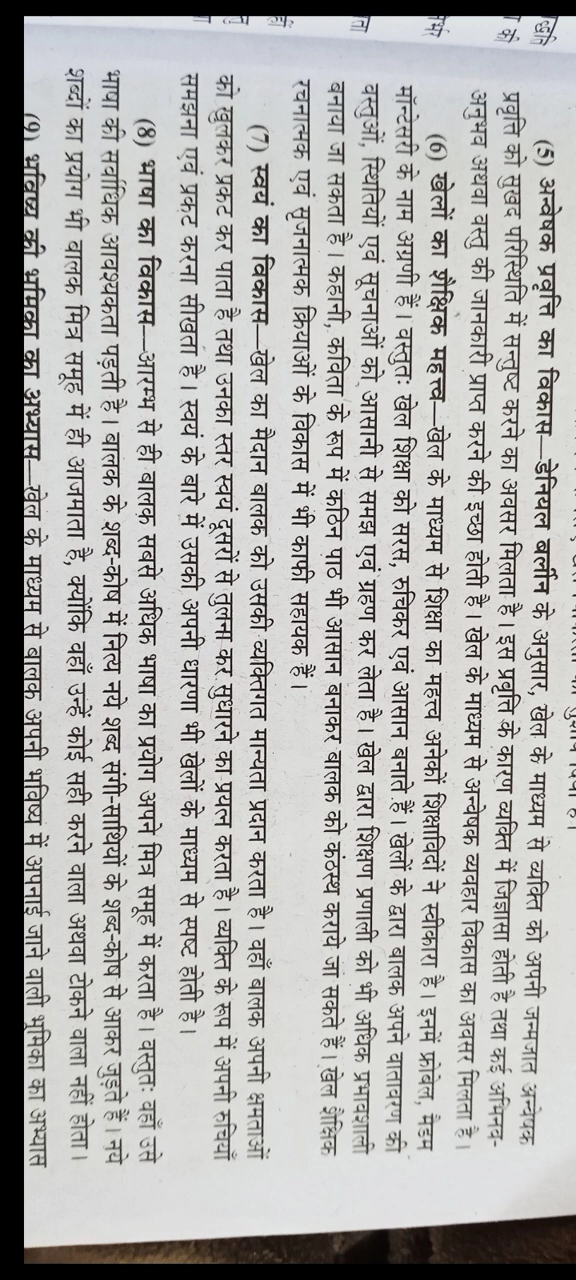 (5) अन्वेषक प्रवृत्ति का विकास—डेनियल बर्लीन के अनुसार, खेल के माध्यम से व्यक्ति को अपनी जन्मजात अन्वेषक
प्रवृत्ति को सुखद परिस्थिति में सन्तुष्ट करने का अवसर मिलता है। इस प्रवृत्ति के कारण व्यक्ति में जिज्ञासा होती है तथा कई अभिनव-
अनुभव अथवा वस्तु की जानकारी प्राप्त करने की इच्छा होती है। खेल के माध्यम से अन्वेषक व्यवहार विकास का अवसर मिलता है।
(6) खेलों का शैक्षिक महत्त्व—खेल के माध्यम से शिक्षा का महत्त्व अनेकों शिक्षाविदों ने स्वीकारा है। इनमें फ्रोबेल, मैडम
मॉन्टेसरी के नाम अग्रणी हैं। वस्तुतः खेल शिक्षा को सरस, रुचिकर एवं आसान बनाते हैं। खेलों के द्वारा बालक अपने वातावरण की
वस्तुओं, स्थितियों एवं सूचनाओं को आसानी से समझ एवं ग्रहण कर लेता है। खेल द्वारा शिक्षण प्रणाली को भी अधिक प्रभावशाली
बनाया जा सकता है। कहानी, कविता के रूप में कठिन पाठ भी आसान बनाकर बालक को कंठस्थ कराये जा सकते हैं। खेल शैक्षिक
रचनात्मक एवं सृजनात्मक क्रियाओं के विकास में भी काफी सहायक हैं।
(7) स्वयं का विकास—खेल का मैदान बालक को उसकी व्यक्तिगत मान्यता प्रदान करता है। वहाँ बालक अपनी क्षमताओं
को खुलकर प्रकट कर पाता है तथा उनका स्तर स्वयं दूसरों से तुलना कर सुधारने का प्रयत्न करता है। व्यक्ति के रूप में अपनी रुचियाँ
समझना एवं प्रकट करना सीखता है। स्वयं के बारे में उसकी अपनी धारणा भी खेलों के माध्यम से स्पष्ट होती है।
(8) भाषा का विकास—आरम्भ से ही बालक सबसे अधिक भाषा का प्रयोग अपने मित्र समूह में करता है। वस्तुतः वहाँ उसे
भाषा की सर्वाधिक आवश्यकता पड़ती है। बालक के शब्द-कोष में नित्य नये शब्द संगी-साथियों के शब्द-कोष से आकर जुड़ते हैं। नये
शब्दों का प्रयोग भी बालक मित्र समूह में ही आजमाता है, क्योंकि वहाँ उन्हें कोई सही करने वाला अथवा टोकने वाला नहीं होता।
(9) भविष्य की भूमिका का अभ्यास—खेल के माध्यम से बालक अपनी भविष्य में अपनाई जाने वाली भूमिका का अभ्यास